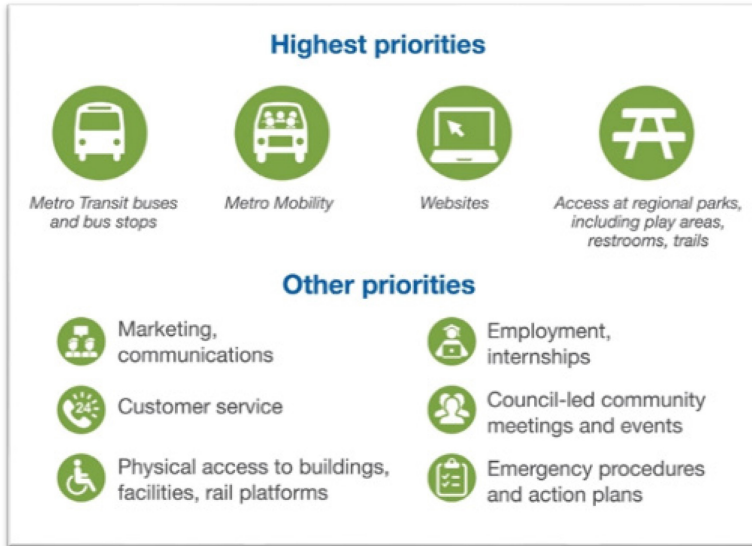 Highest priorities
Metro Transit buses
and bus stops
Metro Mobility
Websites
Access at regional parks,
including play areas,
restrooms, trails
Other priorities
Marketing,
communications
24
Customer service
Physical access to buildings,
facilities, rail platforms
Employment,
internships
Council-led community
meetings and events
Emergency procedures
and action plans